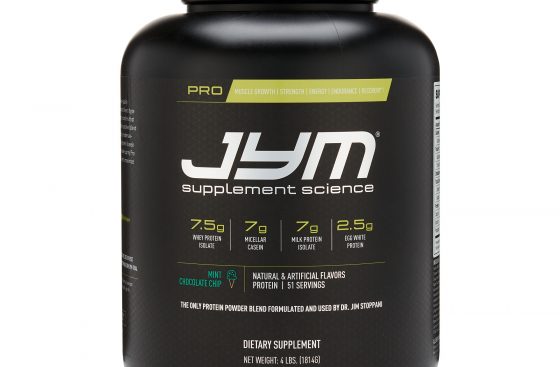 PRO
MUSCLE GROWTH | STRENGTH | ENERGY | ENDURANCE | RECOVERY
JYM®
supplement science
7.5g 7g 7g 2.5g
WHEY PROTEIN ISOLATE
MICELLAR CASEIN
MILK PROTEIN ISOLATE
EGG WHITE PROTEIN
MINT CHOCOLATE CHIP
NATURAL & ARTIFICIAL FLAVORS
PROTEIN | 51 SERVINGS
THE ONLY PROTEIN POWDER BLEND FORMULATED AND USED BY DR. JIM STOPPANI
DIETARY SUPPLEMENT
NET WEIGHT: 4 LBS. (1814G)